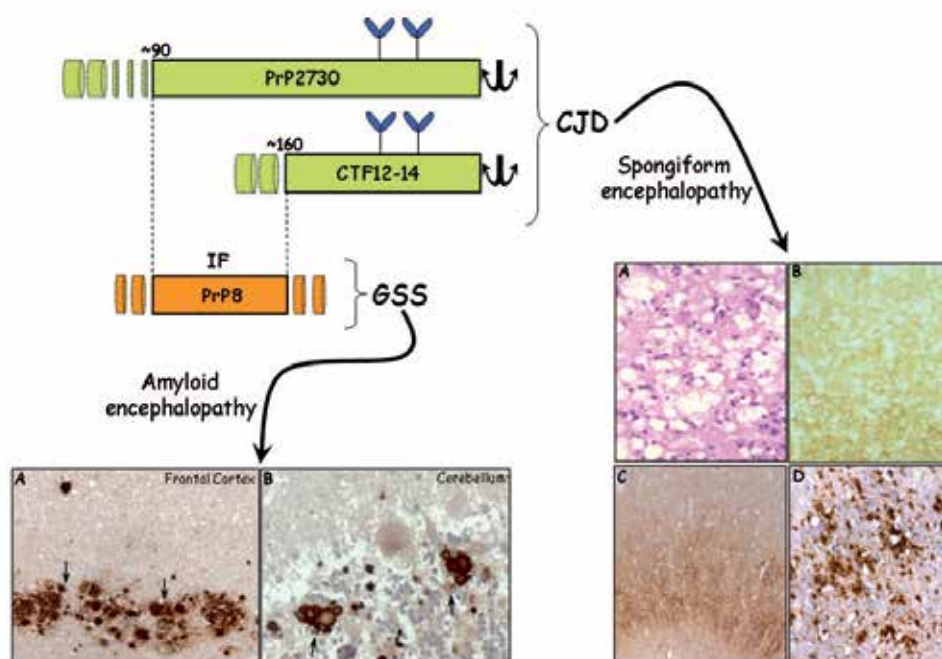 ~90
PrP2730
CJD
~160
CTF12-14
Spongiform
encephalopathy
IF
PrP8
GSS
Amyloid
encephalopathy
A
B
C
D
A
Frontal Cortex
B
Cerebellum